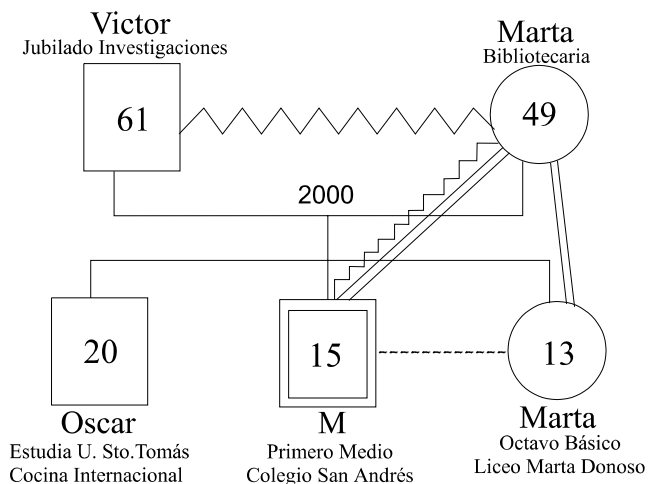 Victor
Jubilado Investigaciones
Marta
Bibliotecaria
61
49
2000
20
15
13
Oscar
Estudia U. Sto.Tomás
Cocina Internacional
M
Primero Medio
Colegio San Andrés
Marta
Octavo Básico
Liceo Marta Donoso